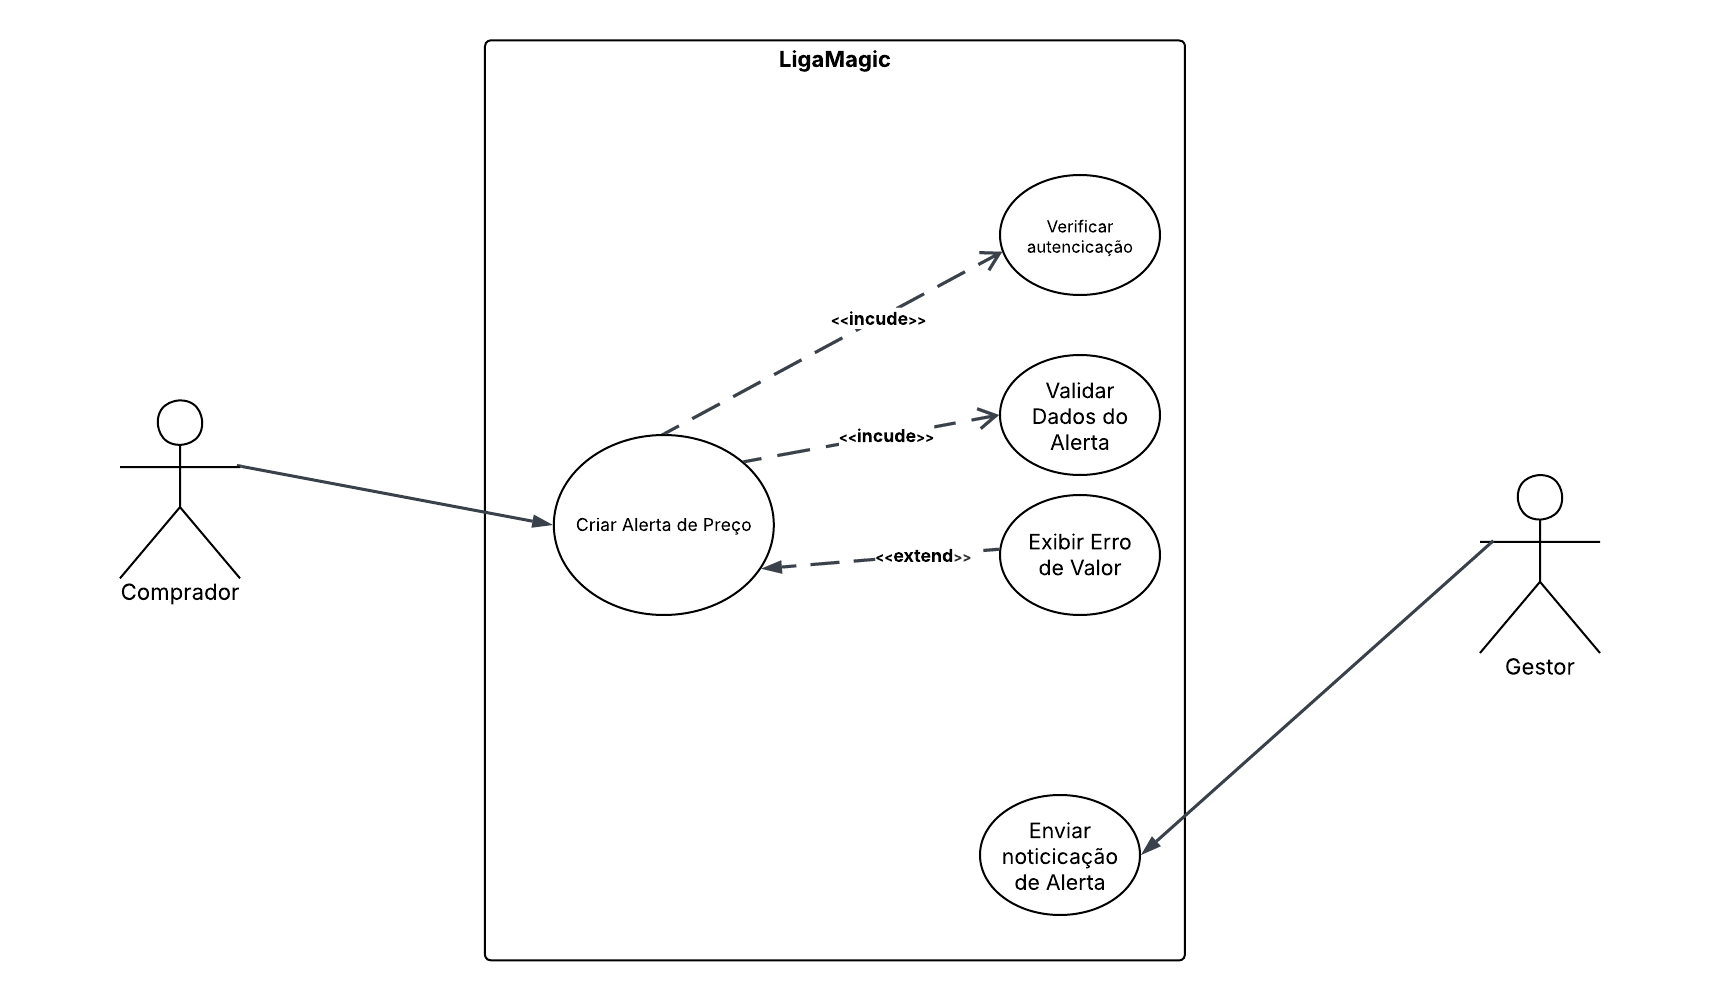 LigaMagic
Verificar
autencicação
<<incude>>
Validar
Dados do
Alerta
<<incude>>
Criar Alerta de Preço
Exibir Erro
de Valor
<<extend>>
Comprador
Gestor
Enviar
noticicação
de Alerta